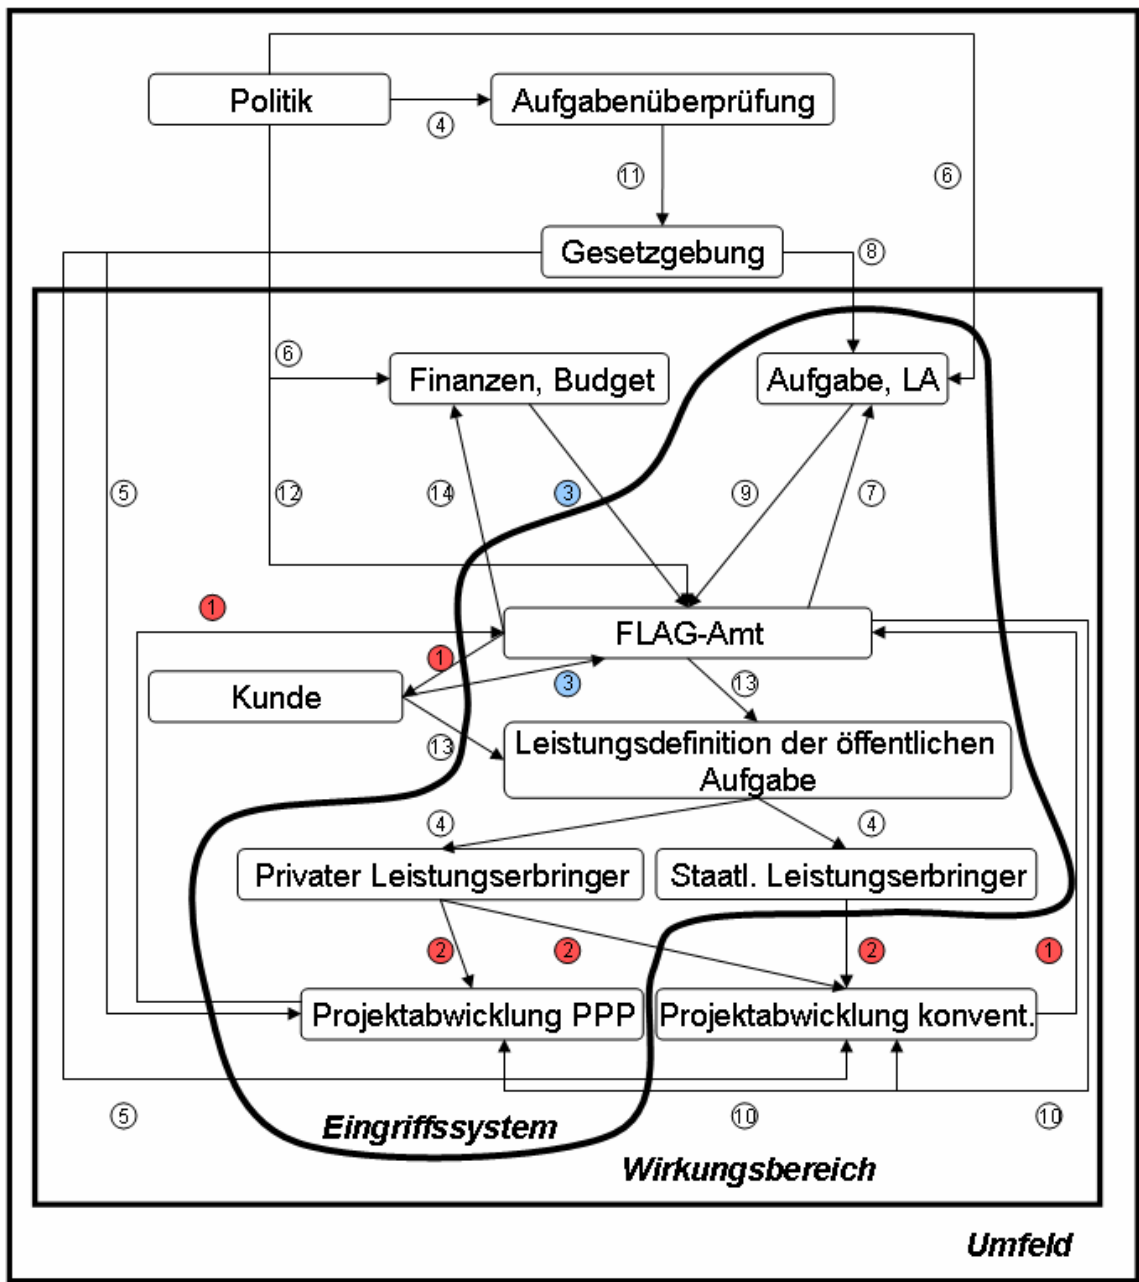 Politik
Aufgabenüberprüfung
4
11
6
Gesetzgebung
8
6
Finanzen, Budget
Aufgabe, LA
5
12
14
3
9
7
1
FLAG-Amt
1
3
13
Kunde
13
Leistungsdefinition der öffentlichen
Aufgabe
4
4
Privater Leistungserbringer
Staatl. Leistungserbringer
2
2
2
1
Projektabwicklung PPP
Projektabwicklung konvent.
5
10
10
Eingriffssystem
Wirkungsbereich
Umfeld